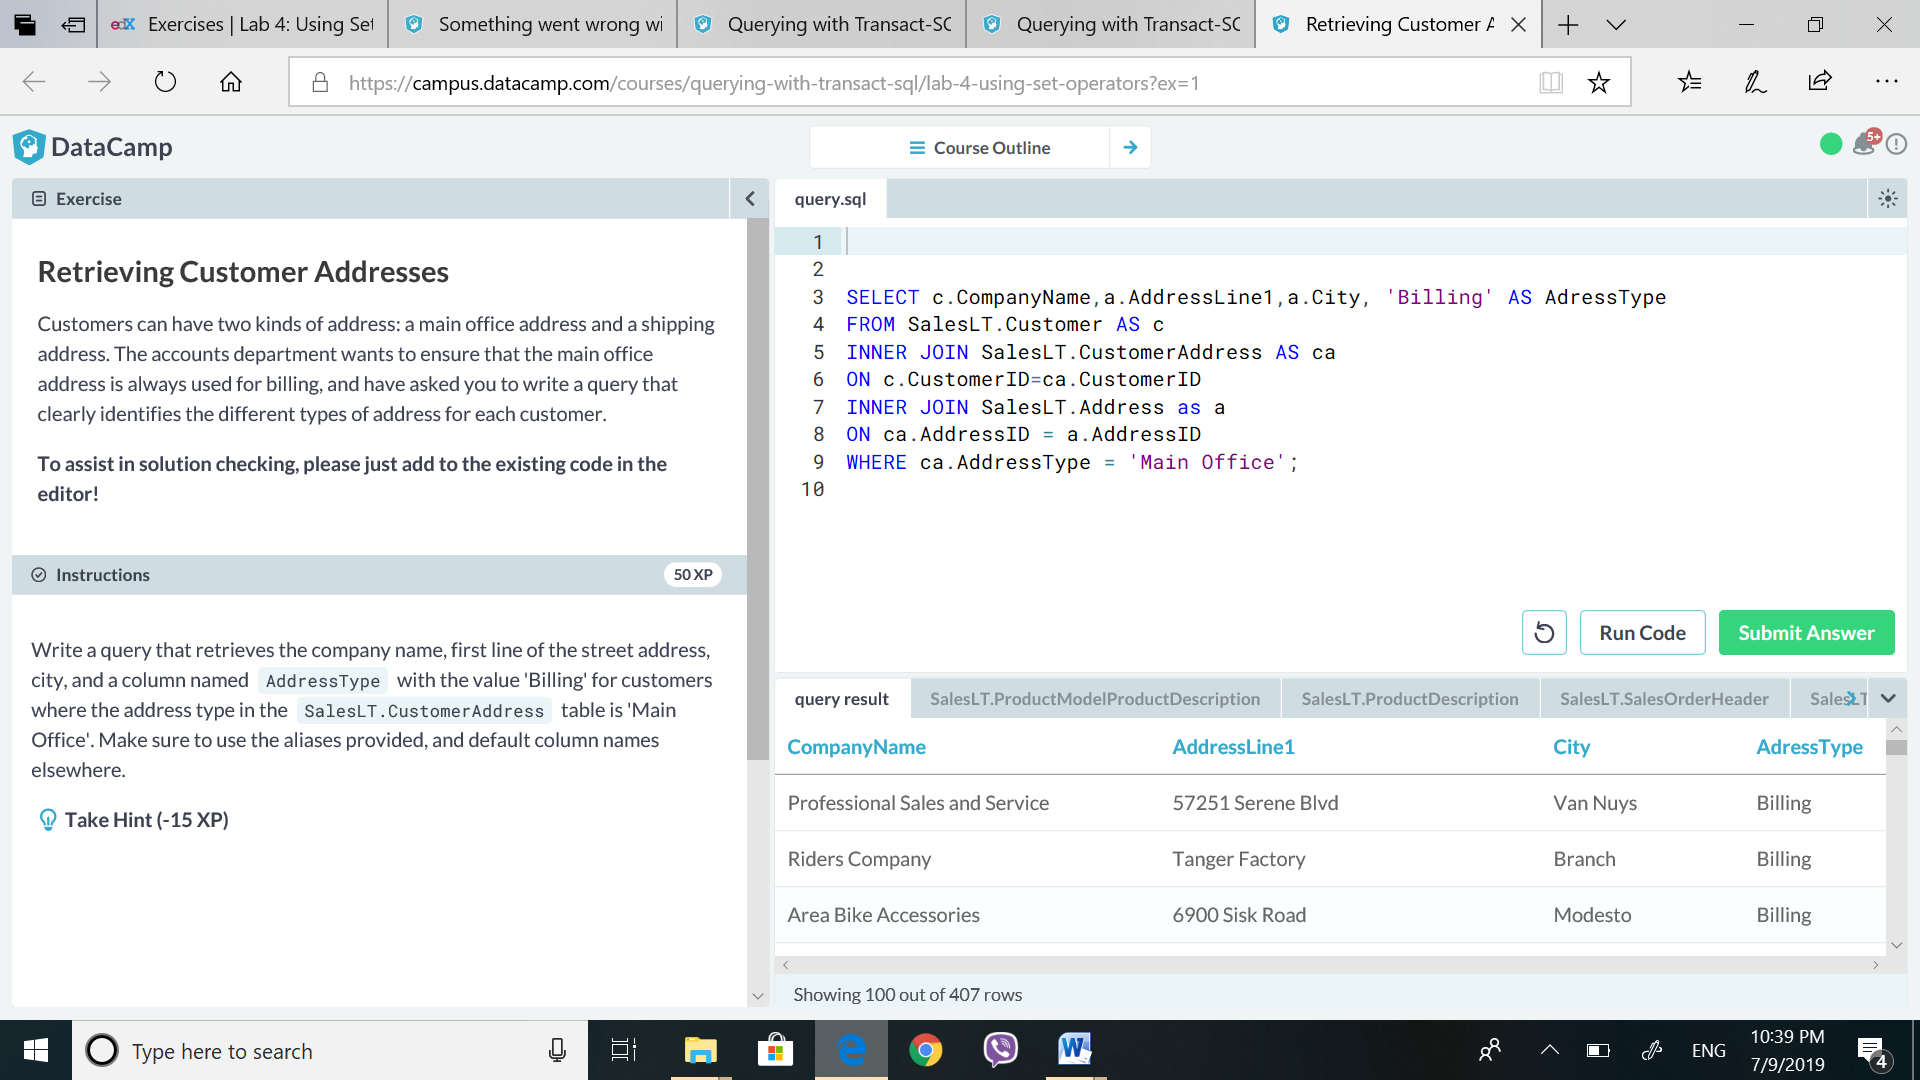 Exercises | Lab 4: Using Set
Something went wrong wi
Querying with Transact-SC
Querying with Transact-SC
Retrieving Customer A
https://campus.datacamp.com/courses/querying-with-transact-sql/lab-4-using-set-operators?ex=1
DataCamp
Course Outline
5+
Exercise
query.sql
Retrieving Customer Addresses
Customers can have two kinds of address: a main office address and a shipping
address. The accounts department wants to ensure that the main office
address is always used for billing, and have asked you to write a query that
clearly identifies the different types of address for each customer.
To assist in solution checking, please just add to the existing code in the
editor!
Instructions
50 XP
Write a query that retrieves the company name, first line of the street address,
city, and a column named AddressType with the value 'Billing' for customers
where the address type in the SalesLT.CustomerAddress table is 'Main
Office'. Make sure to use the aliases provided, and default column names
elsewhere.
Take Hint (-15 XP)
1
2
3 SELECT c.CompanyName,a.AddressLine1,a.City, 'Billing' AS AdressType
4 FROM SalesLT.Customer AS c
5 INNER JOIN SalesLT.CustomerAddress AS ca
6 ON c.CustomerID=ca.CustomerID
7 INNER JOIN SalesLT.Address as a
8 ON ca.AddressID = a.AddressID
9 WHERE ca.AddressType = 'Main Office';
10
Run Code
Submit Answer
query result
SalesLT.ProductModelProductDescription
SalesLT.ProductDescription
SalesLT.SalesOrderHeader
SalesLT
CompanyName AddressLine1 City AdressType
Professional Sales and Service 57251 Serene Blvd Van Nuys Billing
Riders Company Tanger Factory Branch Billing
Area Bike Accessories 6900 Sisk Road Modesto Billing
Showing 100 out of 407 rows
Type here to search
ENG
10:39 PM
7/9/2019
4